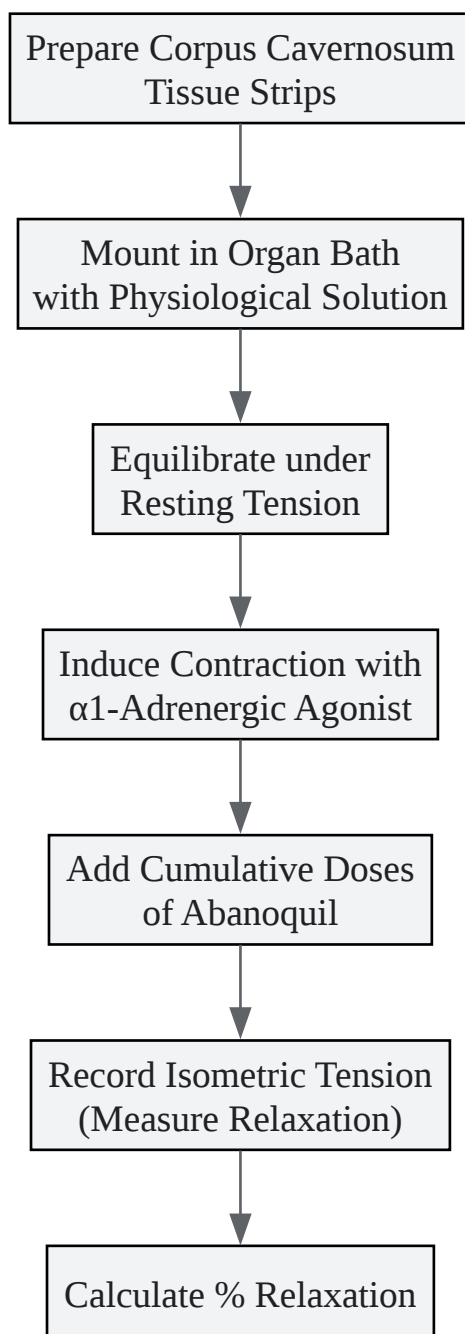 Prepare Corpus Cavernosum
Tissue Strips
Mount in Organ Bath
with Physiological Solution
Equilibrate under
Resting Tension
Induce Contraction with
α1-Adrenergic Agonist
Add Cumulative Doses
of Abanoquil
Record Isometric Tension
(Measure Relaxation)
Calculate % Relaxation